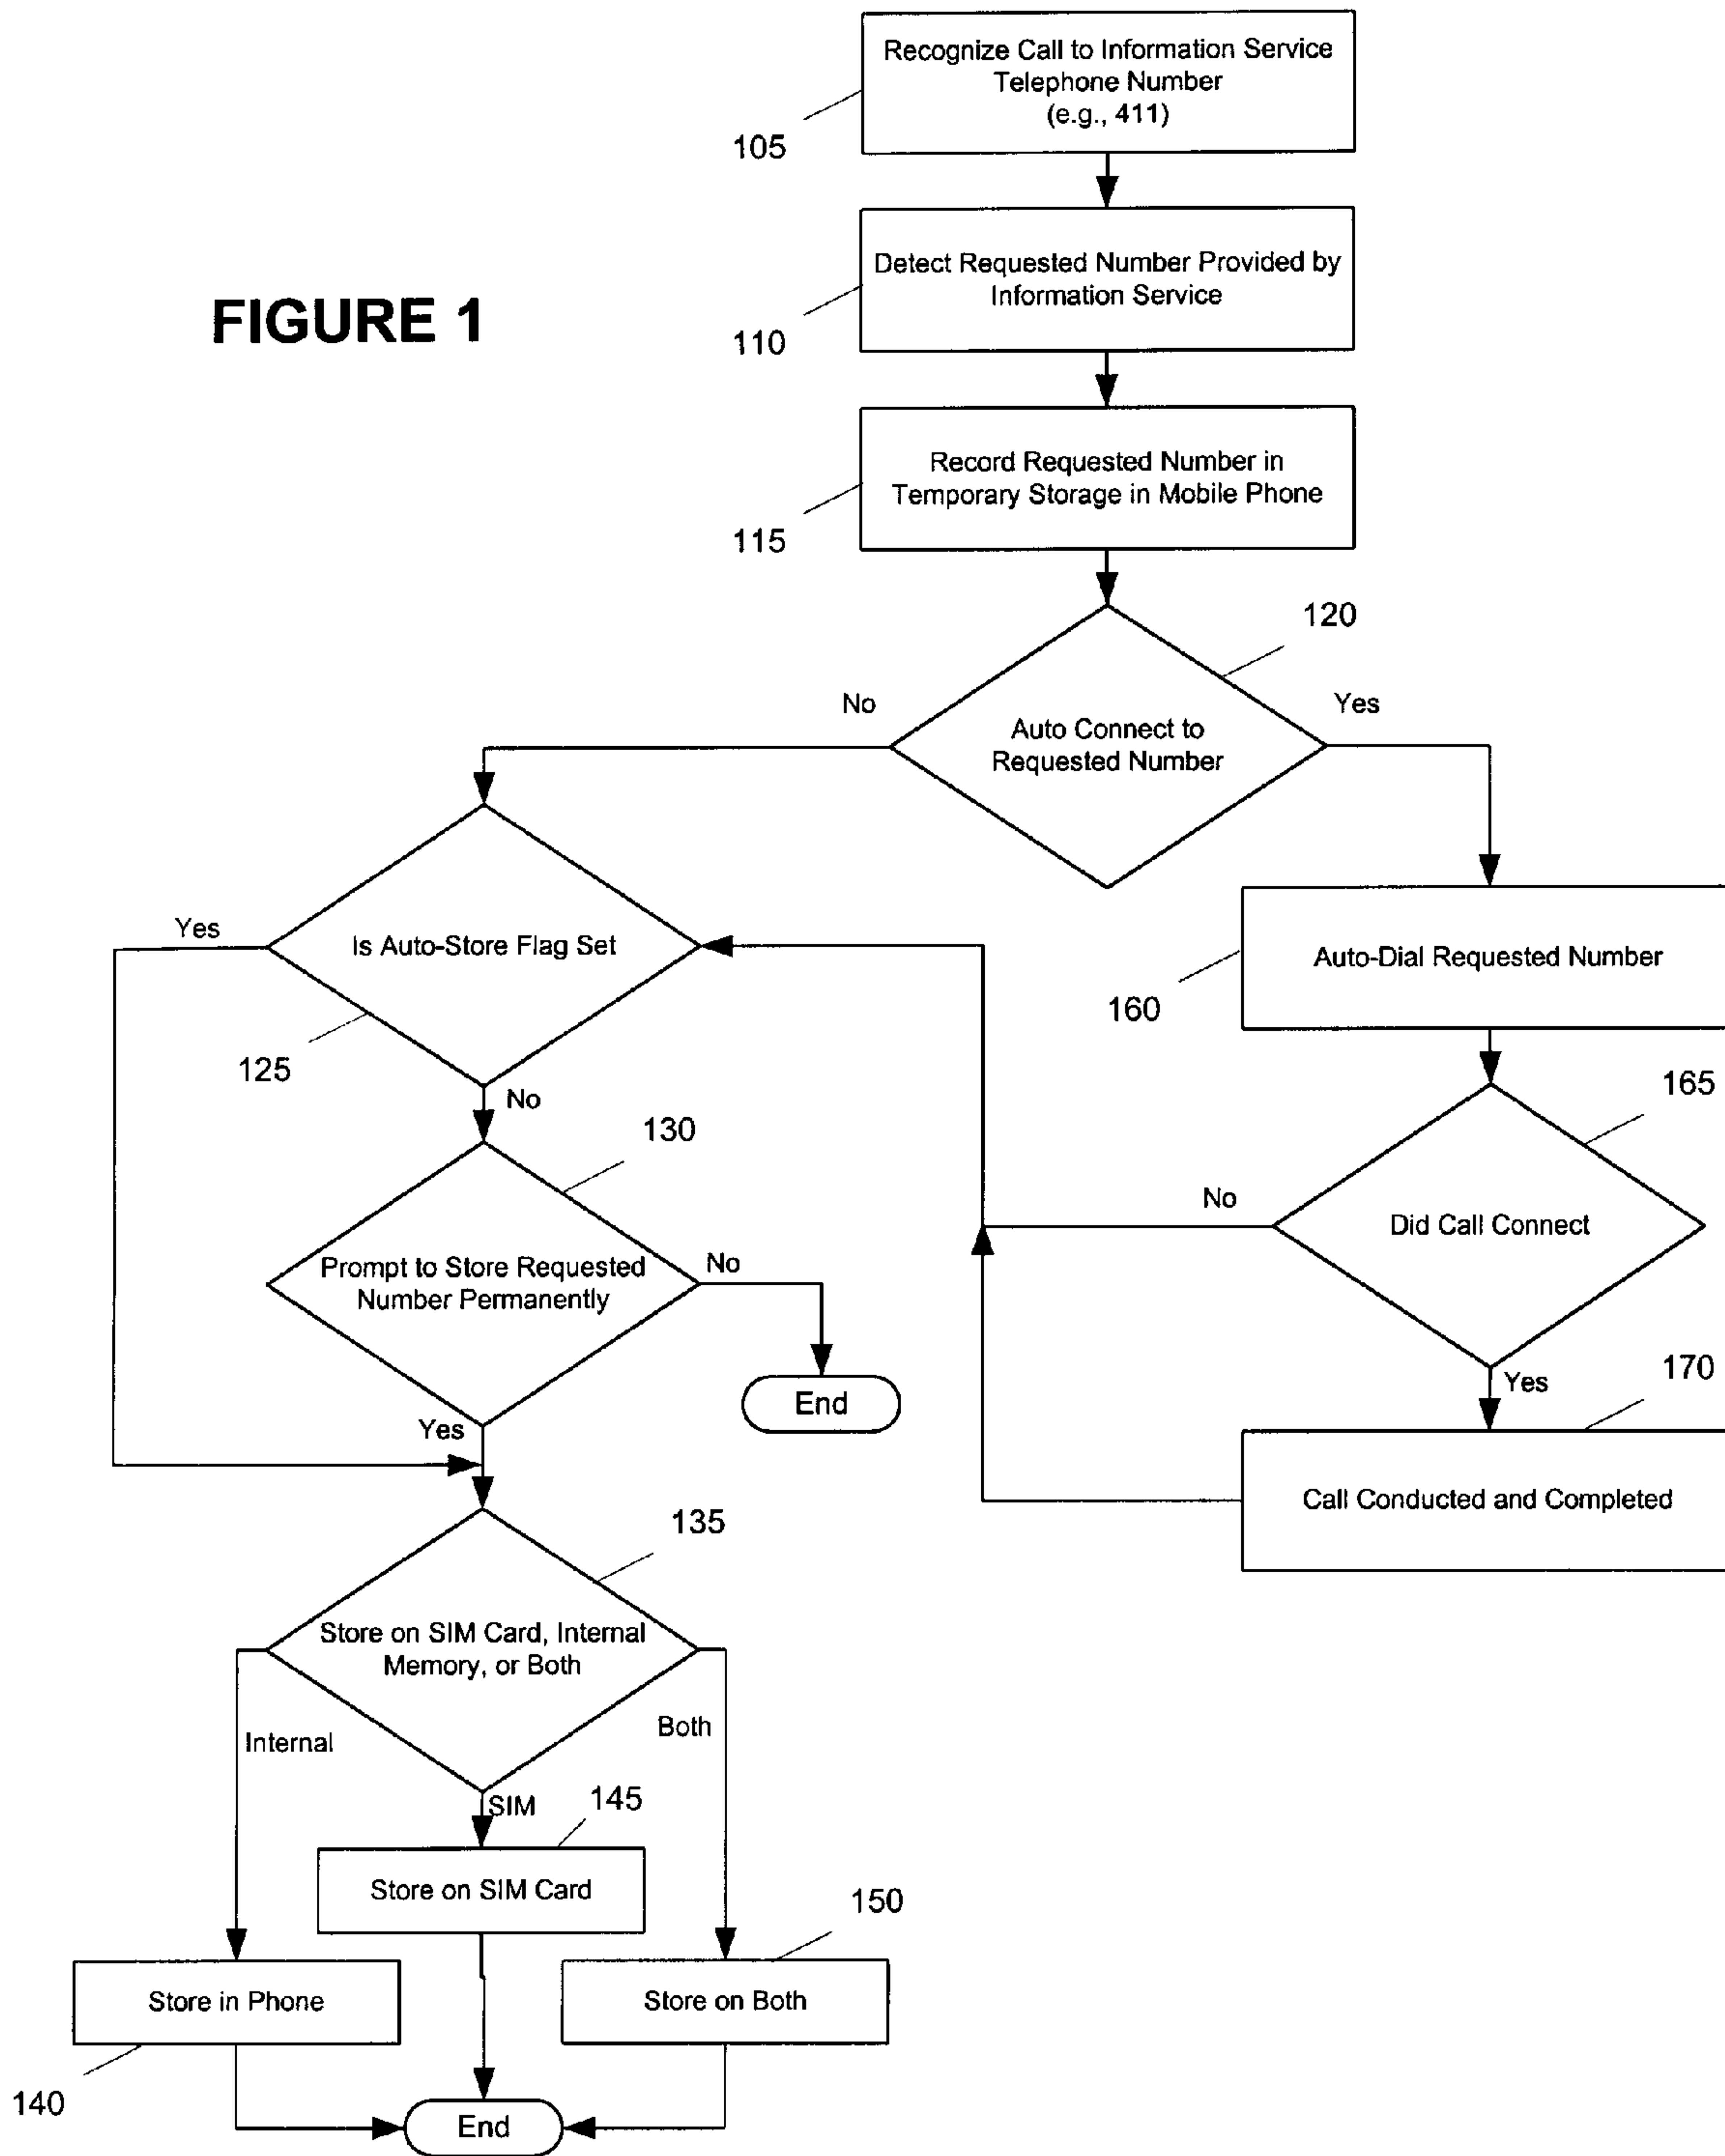 Recognize Call to Information Service
Telephone Number
(e.g., 411)
105
Detect Requested Number Provided by
Information Service
110
FIGURE 1
Record Requested Number in
Temporary Storage in Mobile Phone
115
120
No
Yes
Auto Connect to
Requested Number
Yes
Is Auto-Store Flag Set
125
No
Auto-Dial Requested Number
160
165
130
No
Did Call Connect
Prompt to Store Requested
Number Permanently
No
End
Yes
Yes
170
Call Conducted and Completed
135
Store on SIM Card, Internal
Memory, or Both
Internal
Both
SIM
145
Store on SIM Card
150
Store in Phone
Store on Both
140
End